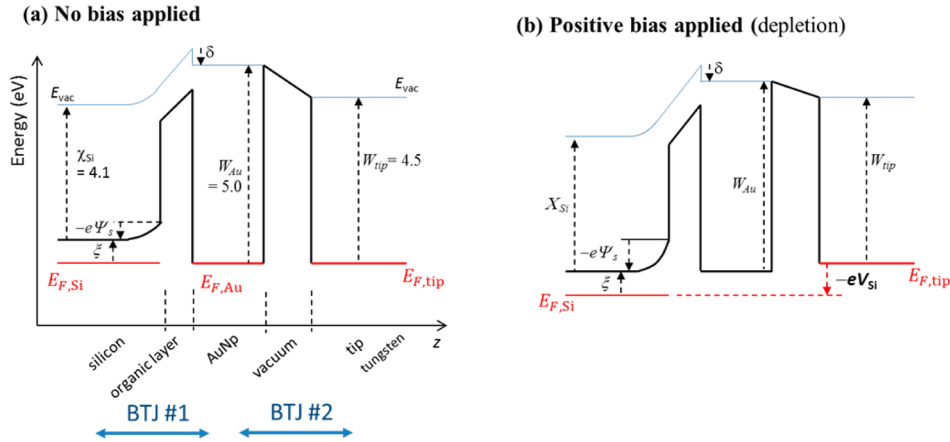 (a) No bias applied
Energy (eV)
E_vac
χ_Si
= 4.1
−eΨ_s
ξ
E_F,Si
δ
W_Au
= 5.0
E_F,Au
E_vac
W_tip = 4.5
E_F,tip
silicon
organic layer
AuNp
vacuum
tip
tungsten
z
BTJ #1
BTJ #2
(b) Positive bias applied (depletion)
δ
E_vac
X_Si
−eΨ_s
ξ
E_F,Si
W_Au
W_tip
E_F,tip
−eV_Si